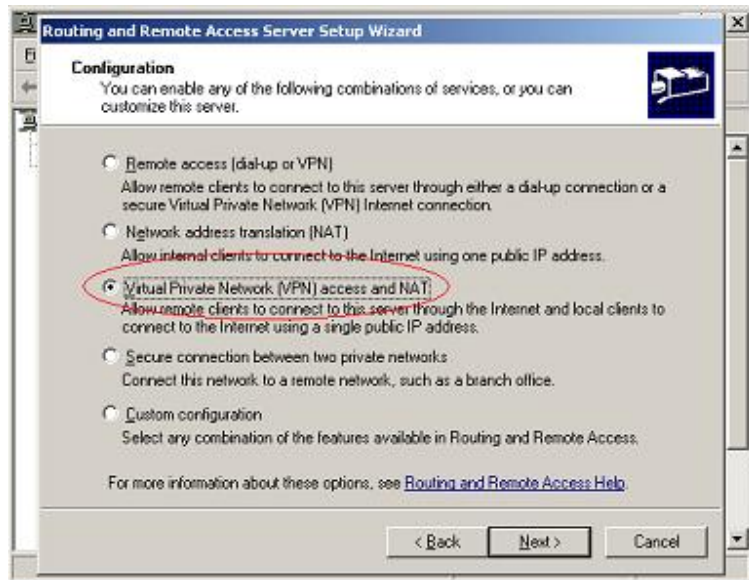 Routing and Remote Access Server Setup Wizard
Configuration
You can enable any of the following combinations of services, or you can
customize this server.
Remote access (dial-up or VPN)
Allow remote clients to connect to this server through either a dial-up connection or a
secure Virtual Private Network (VPN) Internet connection.
Network address translation (NAT)
Allow internal clients to connect to the Internet using one public IP address.
Virtual Private Network (VPN) access and NAT
Allow remote clients to connect to this server through the Internet and local clients to
connect to the Internet using a single public IP address.
Secure connection between two private networks
Connect this network to a remote network, such as a branch office.
Custom configuration
Select any combination of the features available in Routing and Remote Access.
For more information about these options, see Routing and Remote Access Help.
< Back
Next >
Cancel